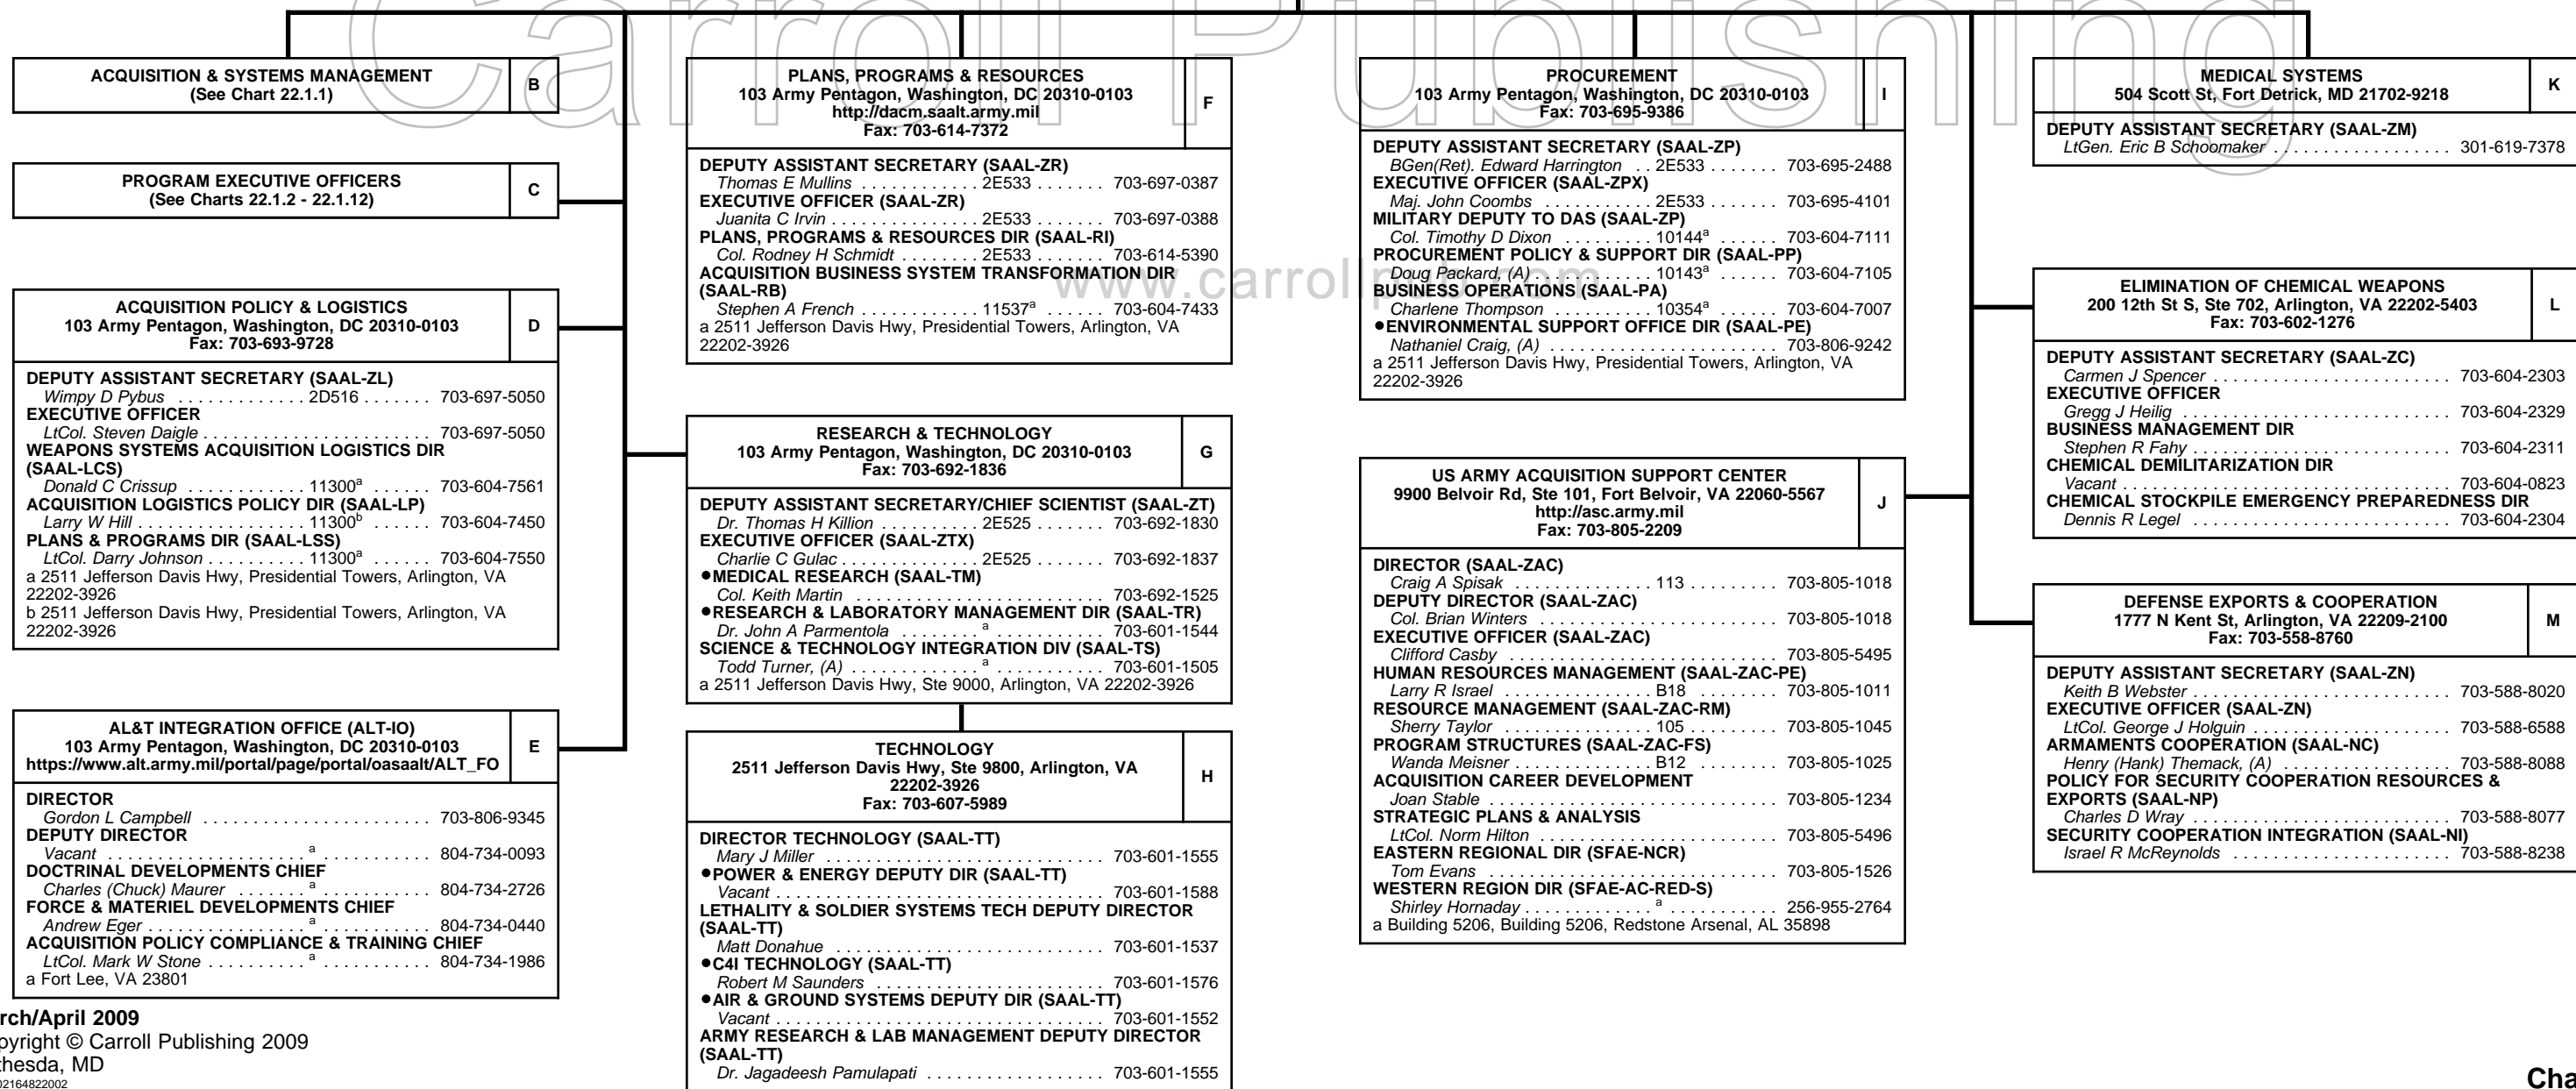 Carroll Publishing
www.carrollpub.com
ACQUISITION & SYSTEMS MANAGEMENT
(See Chart 22.1.1)
B
PROGRAM EXECUTIVE OFFICERS
(See Charts 22.1.2 - 22.1.12)
C
ACQUISITION POLICY & LOGISTICS
103 Army Pentagon, Washington, DC 20310-0103
Fax: 703-693-9728
D
DEPUTY ASSISTANT SECRETARY (SAAL-ZL)
Wimpy D Pybus . . . . . . . . . . . . . 2D516 . . . . . . . 703-697-5050
EXECUTIVE OFFICER
LtCol. Steven Daigle . . . . . . . . . . . . . . . . . . . . . . . 703-697-5050
WEAPONS SYSTEMS ACQUISITION LOGISTICS DIR
(SAAL-LCS)
Donald C Crissup . . . . . . . . . . . . 11300a . . . . . . 703-604-7561
ACQUISITION LOGISTICS POLICY DIR (SAAL-LP)
Larry W Hill . . . . . . . . . . . . . . . . . 11300b . . . . . . 703-604-7450
PLANS & PROGRAMS DIR (SAAL-LSS)
LtCol. Darry Johnson . . . . . . . . . . 11300a . . . . . . 703-604-7550
a 2511 Jefferson Davis Hwy, Presidential Towers, Arlington, VA
22202-3926
b 2511 Jefferson Davis Hwy, Presidential Towers, Arlington, VA
22202-3926
AL&T INTEGRATION OFFICE (ALT-IO)
103 Army Pentagon, Washington, DC 20310-0103
https://www.alt.army.mil/portal/page/portal/oasaalt/ALT_FO
E
DIRECTOR
Gordon L Campbell . . . . . . . . . . . . . . . . . . . . . . . 703-806-9345
DEPUTY DIRECTOR
Vacant . . . . . . . . . . . . . . . . . . . . a . . . . . . . . . . . 804-734-0093
DOCTRINAL DEVELOPMENTS CHIEF
Charles (Chuck) Maurer . . . . . . . a . . . . . . . . . . . 804-734-2726
FORCE & MATERIEL DEVELOPMENTS CHIEF
Andrew Eger . . . . . . . . . . . . . . . . a . . . . . . . . . . . 804-734-0440
ACQUISITION POLICY COMPLIANCE & TRAINING CHIEF
LtCol. Mark W Stone . . . . . . . . . . a . . . . . . . . . . . 804-734-1986
a Fort Lee, VA 23801
PLANS, PROGRAMS & RESOURCES
103 Army Pentagon, Washington, DC 20310-0103
http://dacm.saalt.army.mil
Fax: 703-614-7372
F
DEPUTY ASSISTANT SECRETARY (SAAL-ZR)
Thomas E Mullins . . . . . . . . . . . . 2E533 . . . . . . . 703-697-0387
EXECUTIVE OFFICER (SAAL-ZR)
Juanita C Irvin . . . . . . . . . . . . . . . 2E533 . . . . . . . 703-697-0388
PLANS, PROGRAMS & RESOURCES DIR (SAAL-RI)
Col. Rodney H Schmidt . . . . . . . . 2E533 . . . . . . . 703-614-5390
ACQUISITION BUSINESS SYSTEM TRANSFORMATION DIR
(SAAL-RB)
Stephen A French . . . . . . . . . . . . 11537a . . . . . . 703-604-7433
a 2511 Jefferson Davis Hwy, Presidential Towers, Arlington, VA
22202-3926
RESEARCH & TECHNOLOGY
103 Army Pentagon, Washington, DC 20310-0103
Fax: 703-692-1836
G
DEPUTY ASSISTANT SECRETARY/CHIEF SCIENTIST (SAAL-ZT)
Dr. Thomas H Killion . . . . . . . . . . 2E525 . . . . . . . 703-692-1830
EXECUTIVE OFFICER (SAAL-ZTX)
Charlie C Gulac . . . . . . . . . . . . . . 2E525 . . . . . . . 703-692-1837
●MEDICAL RESEARCH (SAAL-TM)
Col. Keith Martin . . . . . . . . . . . . . . . . . . . . . . . . . 703-692-1525
●RESEARCH & LABORATORY MANAGEMENT DIR (SAAL-TR)
Dr. John A Parmentola . . . . . . . . a . . . . . . . . . . . 703-601-1544
SCIENCE & TECHNOLOGY INTEGRATION DIV (SAAL-TS)
Todd Turner, (A) . . . . . . . . . . . . . a . . . . . . . . . . . 703-601-1505
a 2511 Jefferson Davis Hwy, Ste 9000, Arlington, VA 22202-3926
TECHNOLOGY
2511 Jefferson Davis Hwy, Ste 9800, Arlington, VA
22202-3926
Fax: 703-607-5989
H
DIRECTOR TECHNOLOGY (SAAL-TT)
Mary J Miller . . . . . . . . . . . . . . . . . . . . . . . . . . . . 703-601-1555
●POWER & ENERGY DEPUTY DIR (SAAL-TT)
Vacant . . . . . . . . . . . . . . . . . . . . . . . . . . . . . . . . . 703-601-1588
LETHALITY & SOLDIER SYSTEMS TECH DEPUTY DIRECTOR
(SAAL-TT)
Matt Donahue . . . . . . . . . . . . . . . . . . . . . . . . . . . 703-601-1537
●C4I TECHNOLOGY (SAAL-TT)
Robert M Saunders . . . . . . . . . . . . . . . . . . . . . . . 703-601-1576
●AIR & GROUND SYSTEMS DEPUTY DIR (SAAL-TT)
Vacant . . . . . . . . . . . . . . . . . . . . . . . . . . . . . . . . . 703-601-1552
ARMY RESEARCH & LAB MANAGEMENT DEPUTY DIRECTOR
(SAAL-TT)
Dr. Jagadeesh Pamulapati . . . . . . . . . . . . . . . . . . 703-601-1555
PROCUREMENT
103 Army Pentagon, Washington, DC 20310-0103
Fax: 703-695-9386
I
DEPUTY ASSISTANT SECRETARY (SAAL-ZP)
BGen(Ret). Edward Harrington . . 2E533 . . . . . . . 703-695-2488
EXECUTIVE OFFICER (SAAL-ZPX)
Maj. John Coombs . . . . . . . . . . . 2E533 . . . . . . . 703-695-4101
MILITARY DEPUTY TO DAS (SAAL-ZP)
Col. Timothy D Dixon . . . . . . . . . 10144a . . . . . . 703-604-7111
PROCUREMENT POLICY & SUPPORT DIR (SAAL-PP)
Doug Packard, (A) . . . . . . . . . . . . 10143a . . . . . . 703-604-7105
BUSINESS OPERATIONS (SAAL-PA)
Charlene Thompson . . . . . . . . . . 10354a . . . . . . 703-604-7007
●ENVIRONMENTAL SUPPORT OFFICE DIR (SAAL-PE)
Nathaniel Craig, (A) . . . . . . . . . . . . . . . . . . . . . . . 703-806-9242
a 2511 Jefferson Davis Hwy, Presidential Towers, Arlington, VA
22202-3926
US ARMY ACQUISITION SUPPORT CENTER
9900 Belvoir Rd, Ste 101, Fort Belvoir, VA 22060-5567
http://asc.army.mil
Fax: 703-805-2209
J
DIRECTOR (SAAL-ZAC)
Craig A Spisak . . . . . . . . . . . . . . 113 . . . . . . . . . 703-805-1018
DEPUTY DIRECTOR (SAAL-ZAC)
Col. Brian Winters . . . . . . . . . . . . . . . . . . . . . . . . 703-805-1018
EXECUTIVE OFFICER (SAAL-ZAC)
Clifford Casby . . . . . . . . . . . . . . . . . . . . . . . . . . . 703-805-5495
HUMAN RESOURCES MANAGEMENT (SAAL-ZAC-PE)
Larry R Israel . . . . . . . . . . . . . . . B18 . . . . . . . . 703-805-1011
RESOURCE MANAGEMENT (SAAL-ZAC-RM)
Sherry Taylor . . . . . . . . . . . . . . . . 105 . . . . . . . . . 703-805-1045
PROGRAM STRUCTURES (SAAL-ZAC-FS)
Wanda Meisner . . . . . . . . . . . . . . B12 . . . . . . . . 703-805-1025
ACQUISITION CAREER DEVELOPMENT
Joan Stable . . . . . . . . . . . . . . . . . . . . . . . . . . . . . 703-805-1234
STRATEGIC PLANS & ANALYSIS
LtCol. Norm Hilton . . . . . . . . . . . . . . . . . . . . . . . . 703-805-5496
EASTERN REGIONAL DIR (SFAE-NCR)
Tom Evans . . . . . . . . . . . . . . . . . . . . . . . . . . . . . 703-805-1526
WESTERN REGION DIR (SFAE-AC-RED-S)
Shirley Hornaday . . . . . . . . . . . . . a . . . . . . . . . . . 256-955-2764
a Building 5206, Building 5206, Redstone Arsenal, AL 35898
MEDICAL SYSTEMS
504 Scott St, Fort Detrick, MD 21702-9218
K
DEPUTY ASSISTANT SECRETARY (SAAL-ZM)
LtGen. Eric B Schoomaker . . . . . . . . . . . . . . . . . . 301-619-7378
ELIMINATION OF CHEMICAL WEAPONS
200 12th St S, Ste 702, Arlington, VA 22202-5403
Fax: 703-602-1276
L
DEPUTY ASSISTANT SECRETARY (SAAL-ZC)
Carmen J Spencer . . . . . . . . . . . . . . . . . . . . . . . . 703-604-2303
EXECUTIVE OFFICER
Gregg J Heilig . . . . . . . . . . . . . . . . . . . . . . . . . . . 703-604-2329
BUSINESS MANAGEMENT DIR
Stephen R Fahy . . . . . . . . . . . . . . . . . . . . . . . . . . 703-604-2311
CHEMICAL DEMILITARIZATION DIR
Vacant . . . . . . . . . . . . . . . . . . . . . . . . . . . . . . . . . 703-604-0823
CHEMICAL STOCKPILE EMERGENCY PREPAREDNESS DIR
Dennis R Legel . . . . . . . . . . . . . . . . . . . . . . . . . . 703-604-2304
DEFENSE EXPORTS & COOPERATION
1777 N Kent St, Arlington, VA 22209-2100
Fax: 703-558-8760
M
DEPUTY ASSISTANT SECRETARY (SAAL-ZN)
Keith B Webster . . . . . . . . . . . . . . . . . . . . . . . . . . 703-588-8020
EXECUTIVE OFFICER (SAAL-ZN)
LtCol. George J Holguin . . . . . . . . . . . . . . . . . . . . 703-588-6588
ARMAMENTS COOPERATION (SAAL-NC)
Henry (Hank) Themack, (A) . . . . . . . . . . . . . . . . . 703-588-8088
POLICY FOR SECURITY COOPERATION RESOURCES &
EXPORTS (SAAL-NP)
Charles D Wray . . . . . . . . . . . . . . . . . . . . . . . . . . 703-588-8077
SECURITY COOPERATION INTEGRATION (SAAL-NI)
Israel R McReynolds . . . . . . . . . . . . . . . . . . . . . . 703-588-8238
rch/April 2009
pyright © Carroll Publishing 2009
hesda, MD
02164822002
Cha